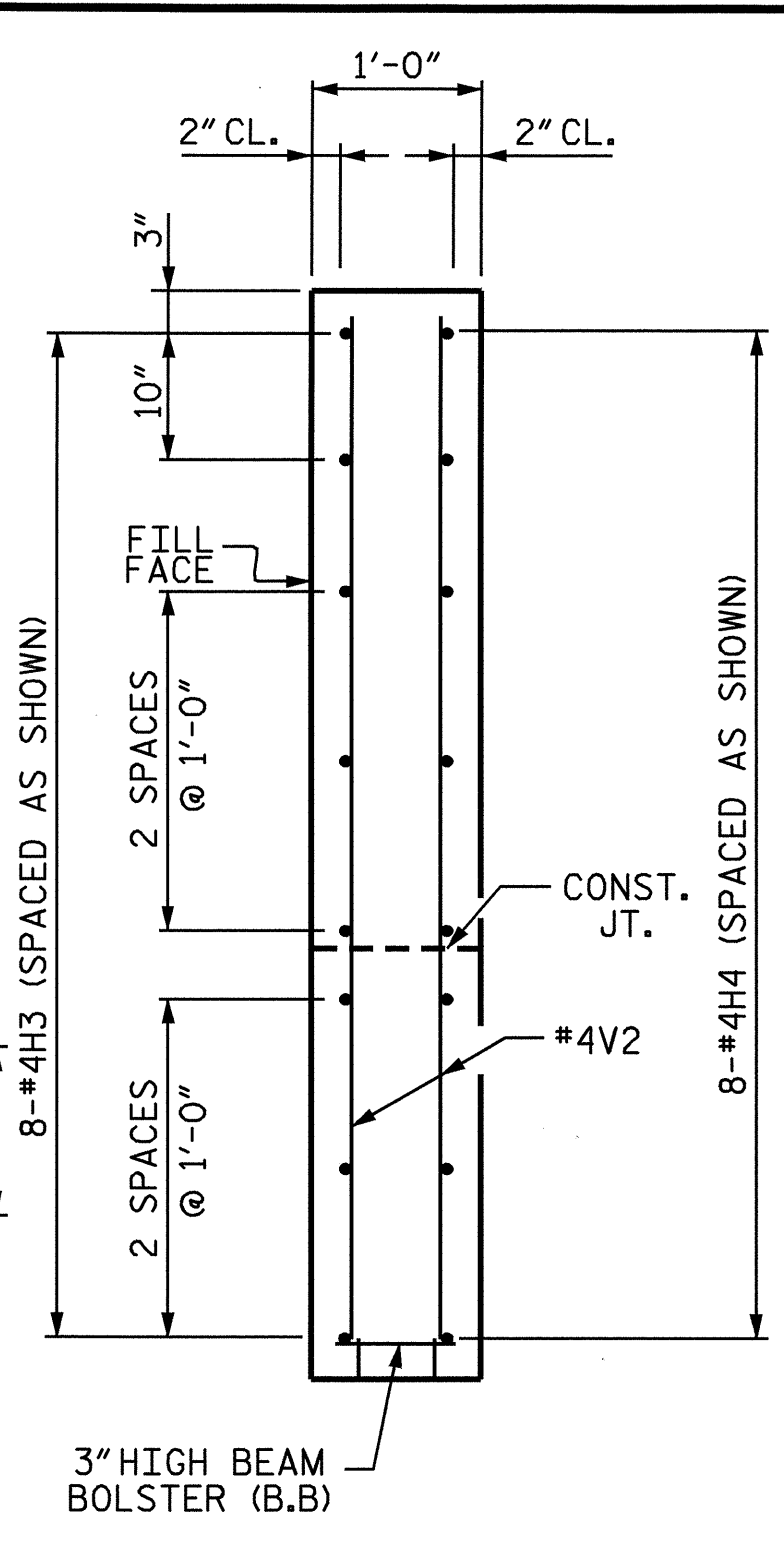 1'-0"
2" CL.
2" CL.
3"
10"
FILL
FACE
2 SPACES
@ 1'-0"
8-#4H3 (SPACED AS SHOWN)
8-#4H4 (SPACED AS SHOWN)
CONST.
JT.
#4V2
2 SPACES
@ 1'-0"
3" HIGH BEAM
BOLSTER (B.B)